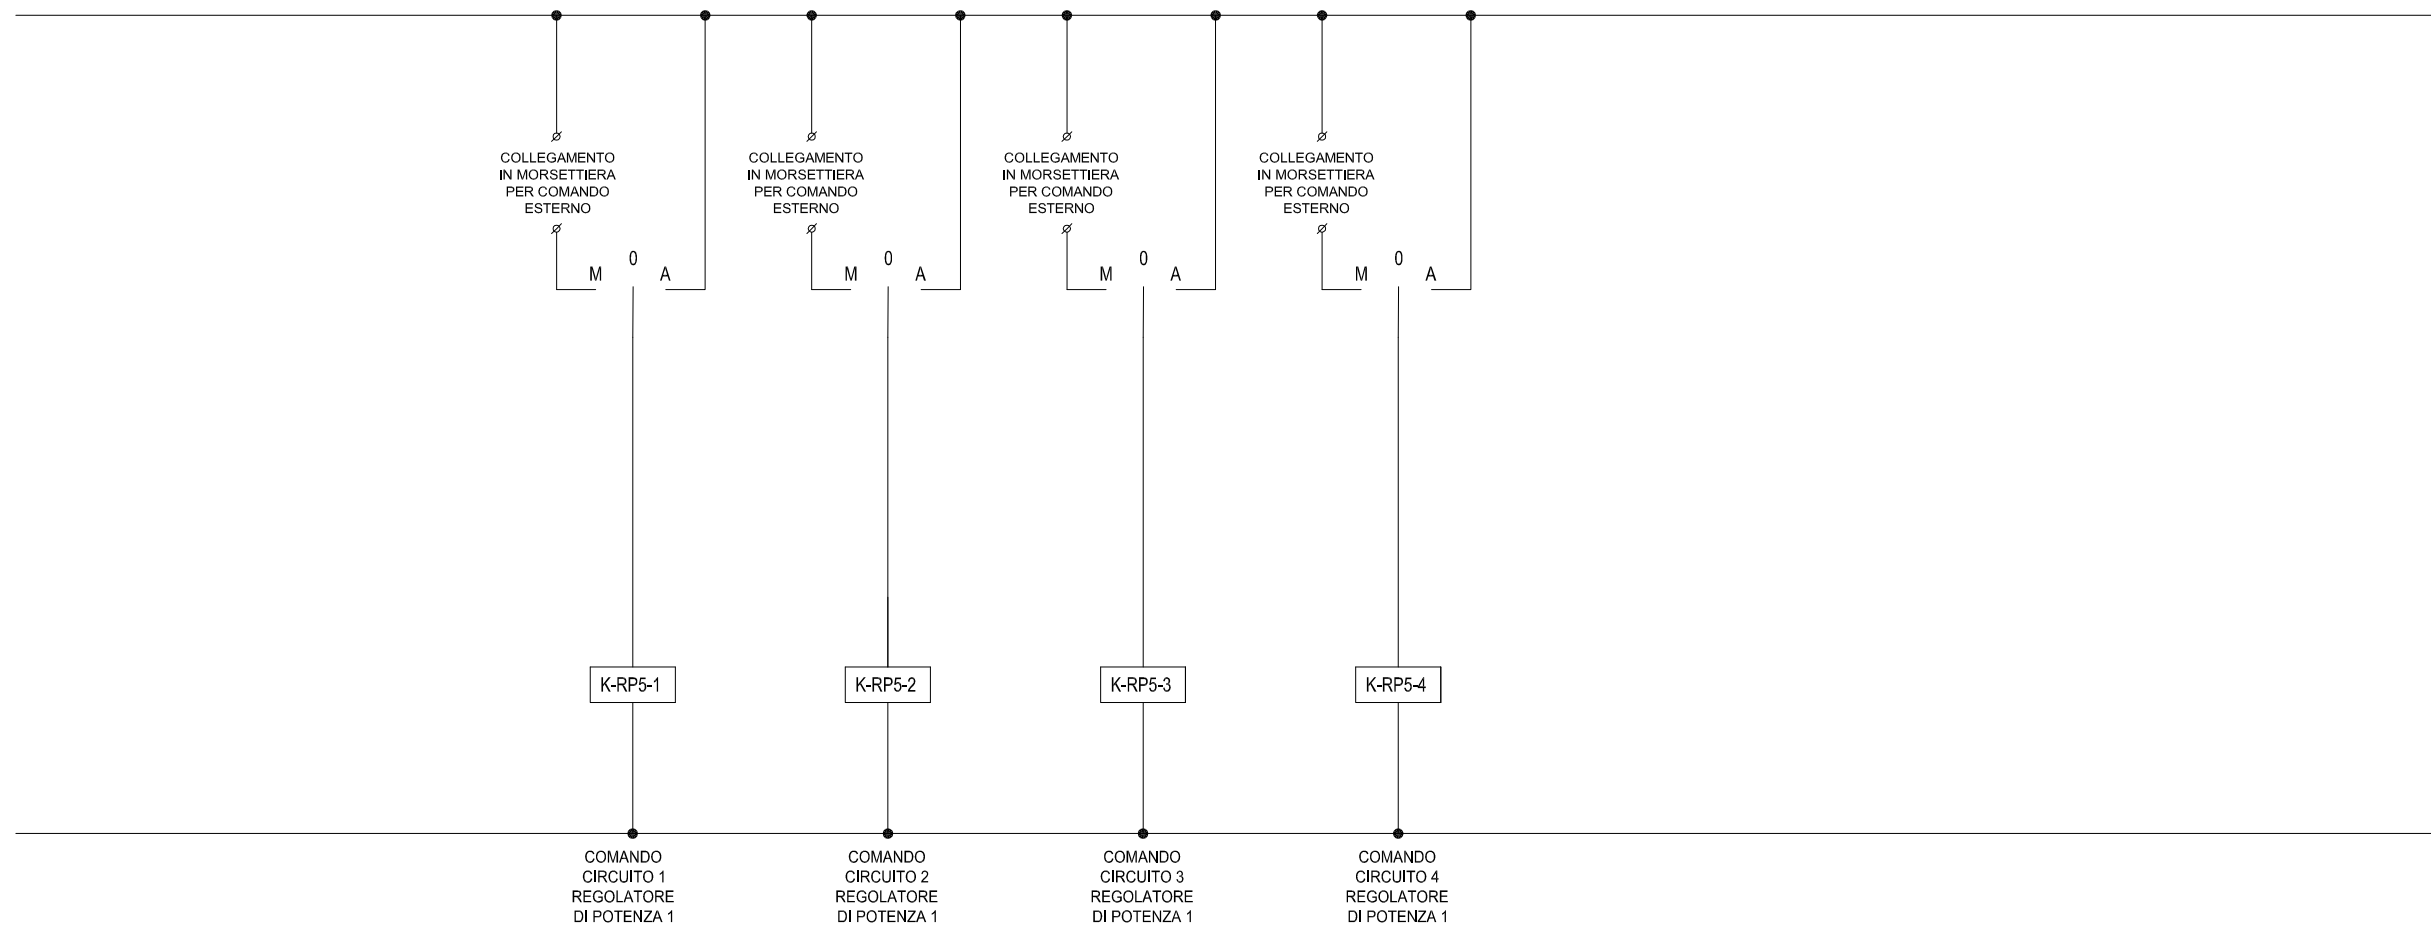 COLLEGAMENTO
IN MORSETTIERA
PER COMANDO
ESTERNO
COLLEGAMENTO
IN MORSETTIERA
PER COMANDO
ESTERNO
COLLEGAMENTO
IN MORSETTIERA
PER COMANDO
ESTERNO
COLLEGAMENTO
IN MORSETTIERA
PER COMANDO
ESTERNO
M 0 A
M 0 A
M 0 A
M 0 A
K-RP5-1
K-RP5-2
K-RP5-3
K-RP5-4
COMANDO
CIRCUITO 1
REGOLATORE
DI POTENZA 1
COMANDO
CIRCUITO 2
REGOLATORE
DI POTENZA 1
COMANDO
CIRCUITO 3
REGOLATORE
DI POTENZA 1
COMANDO
CIRCUITO 4
REGOLATORE
DI POTENZA 1